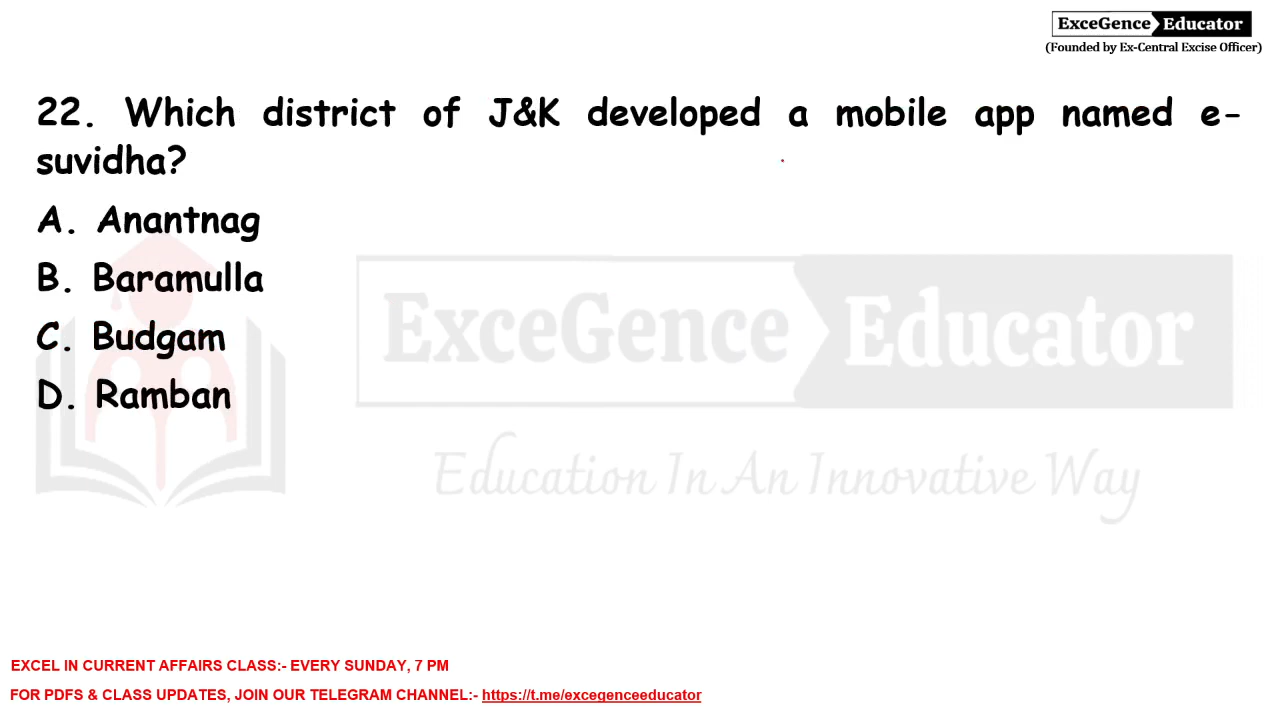 ExceGence Educator
(Founded by Ex-Central Excise Officer)
22. Which district of J&K developed a mobile app named e-
suvidha?
A. Anantnag
B. Baramulla
C. Budgam
D. Ramban
ExceGence Educator
Education In An Innovative Way
EXCEL IN CURRENT AFFAIRS CLASS:- EVERY SUNDAY, 7 PM
FOR PDFS & CLASS UPDATES, JOIN OUR TELEGRAM CHANNEL:- https://t.me/excegenceeducator